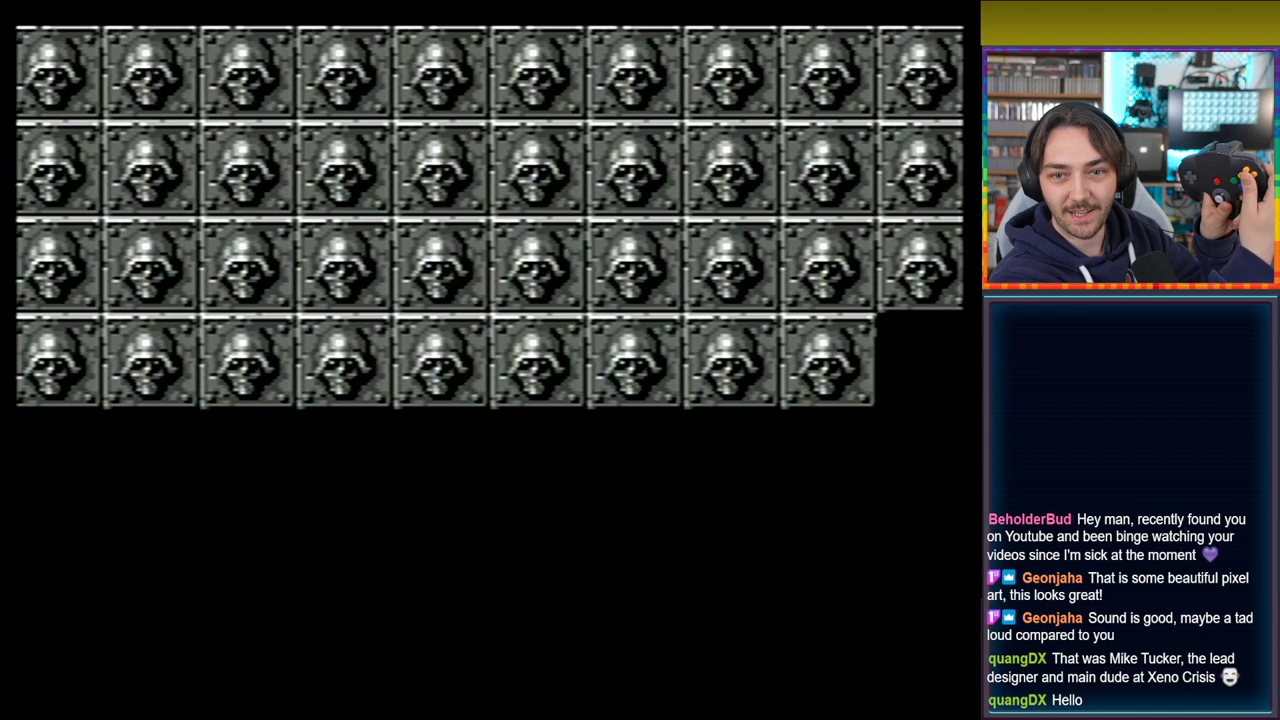 BeholderBud Hey man, recently found you
on Youtube and been binge watching your
videos since I'm sick at the moment 💜
Geonjaha That is some beautiful pixel
art, this looks great!
Geonjaha Sound is good, maybe a tad
loud compared to you
quangDX That was Mike Tucker, the lead
designer and main dude at Xeno Crisis
quangDX Hello